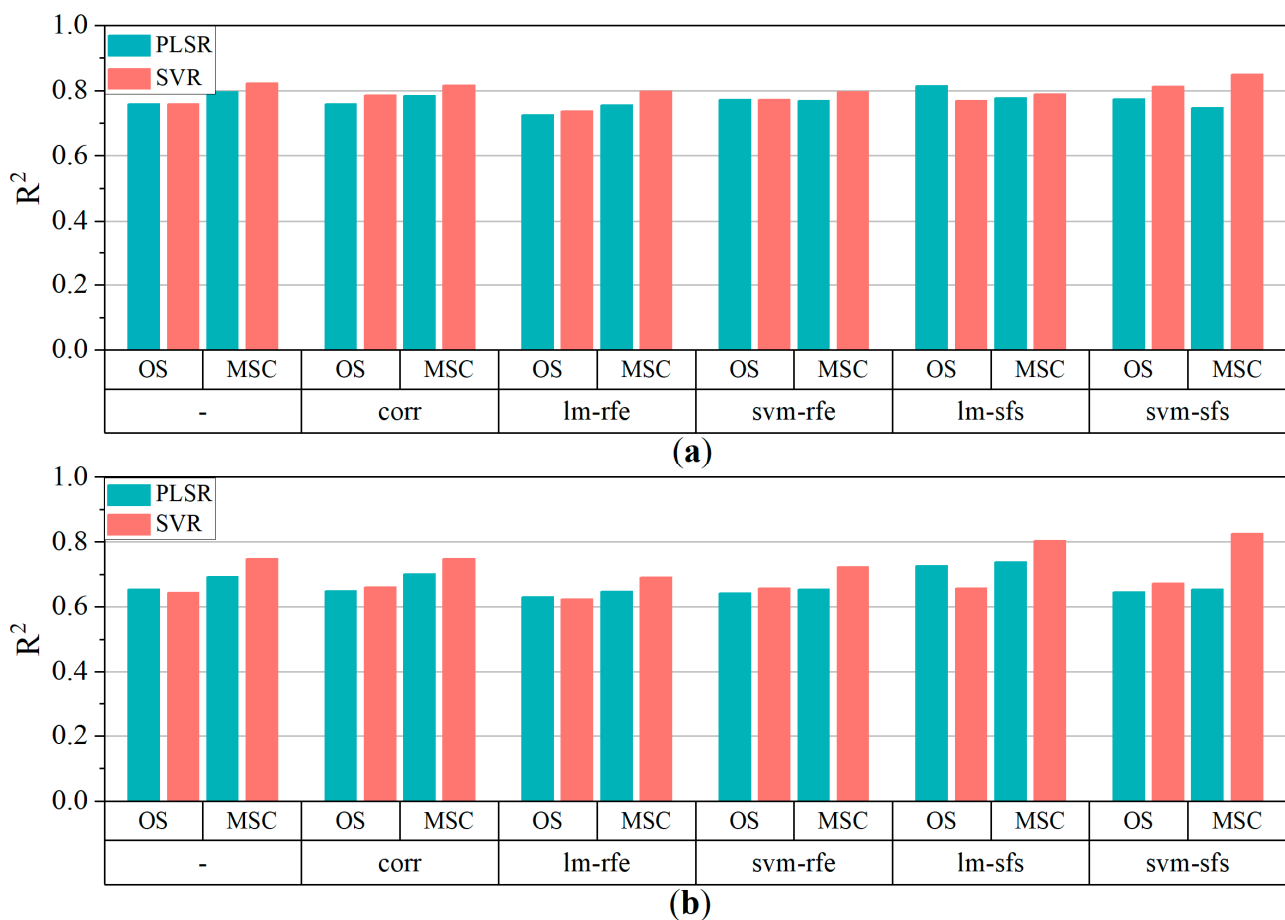 1.0
PLSR
SVR
0.8
0.6
0.4
0.2
0.0
R²
OS MSC OS MSC OS MSC OS MSC OS MSC OS MSC
- corr lm-rfe svm-rfe lm-sfs svm-sfs
(a)
1.0
PLSR
SVR
0.8
0.6
0.4
0.2
0.0
R²
OS MSC OS MSC OS MSC OS MSC OS MSC OS MSC
- corr lm-rfe svm-rfe lm-sfs svm-sfs
(b)